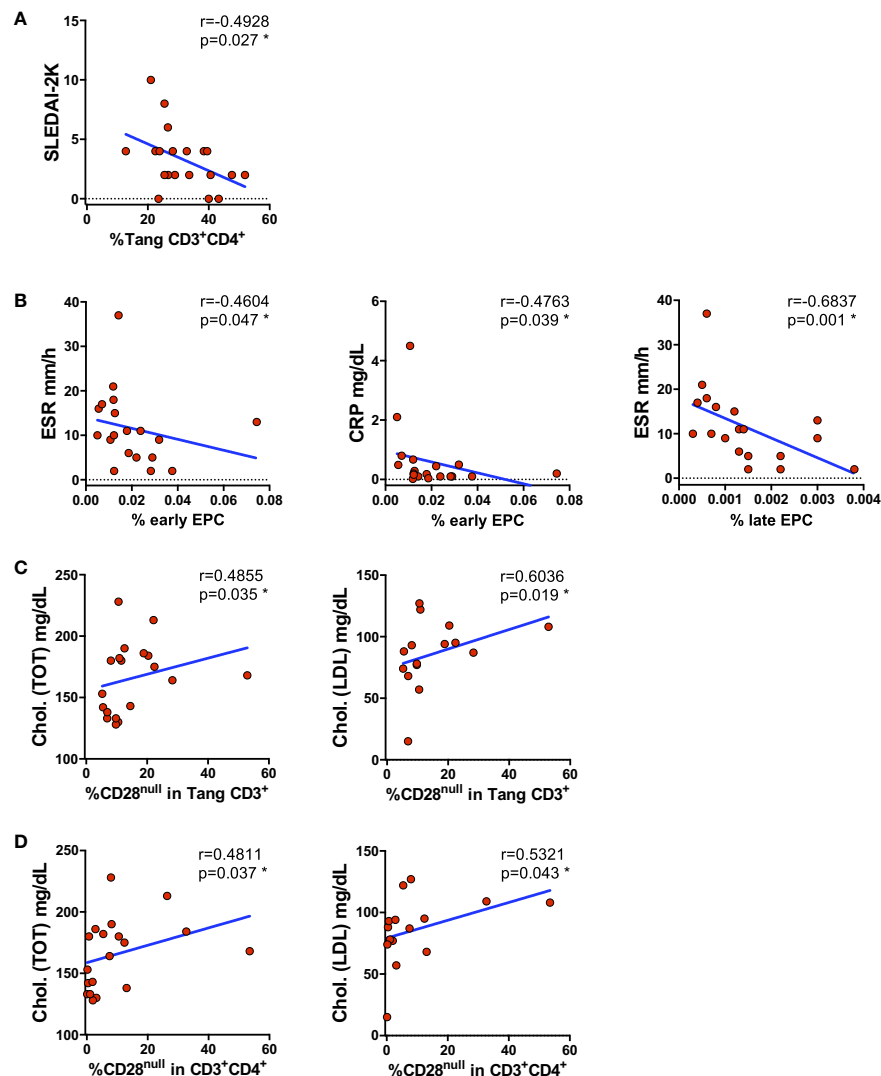 A
r=-0.4928
p=0.027 *
SLEDAI-2K
15
10
5
0
0 20 40 60
%Tang CD3⁺CD4⁺
B
r=-0.4604
p=0.047 *
ESR mm/h
40
30
20
10
0
0.00 0.02 0.04 0.06 0.08
% early EPC
r=-0.4763
p=0.039 *
CRP mg/dL
6
4
2
0
0.00 0.02 0.04 0.06 0.08
% early EPC
r=-0.6837
p=0.001 *
ESR mm/h
40
30
20
10
0
0.000 0.001 0.002 0.003 0.004
% late EPC
C
r=0.4855
p=0.035 *
Chol. (TOT) mg/dL
250
200
150
100
0 20 40 60
%CD28ⁿᵘˡˡ in Tang CD3⁺
r=0.6036
p=0.019 *
Chol. (LDL) mg/dL
150
100
50
0
0 20 40 60
%CD28ⁿᵘˡˡ in Tang CD3⁺
D
r=0.4811
p=0.037 *
Chol. (TOT) mg/dL
250
200
150
100
0 20 40 60
%CD28ⁿᵘˡˡ in CD3⁺CD4⁺
r=0.5321
p=0.043 *
Chol. (LDL) mg/dL
150
100
50
0
0 20 40 60
%CD28ⁿᵘˡˡ in CD3⁺CD4⁺